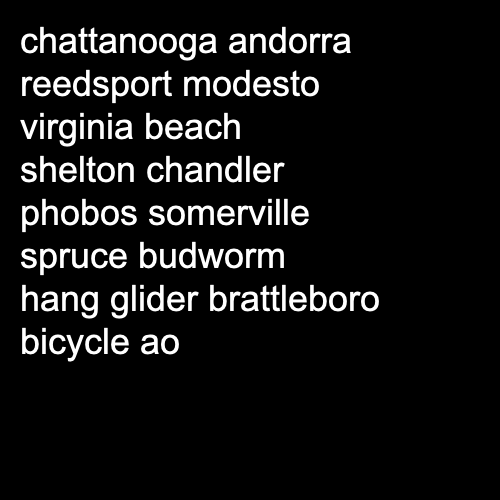 chattanooga andorra
reedsport modesto
virginia beach
shelton chandler
phobos somerville
spruce budworm
hang glider brattleboro
bicycle ao